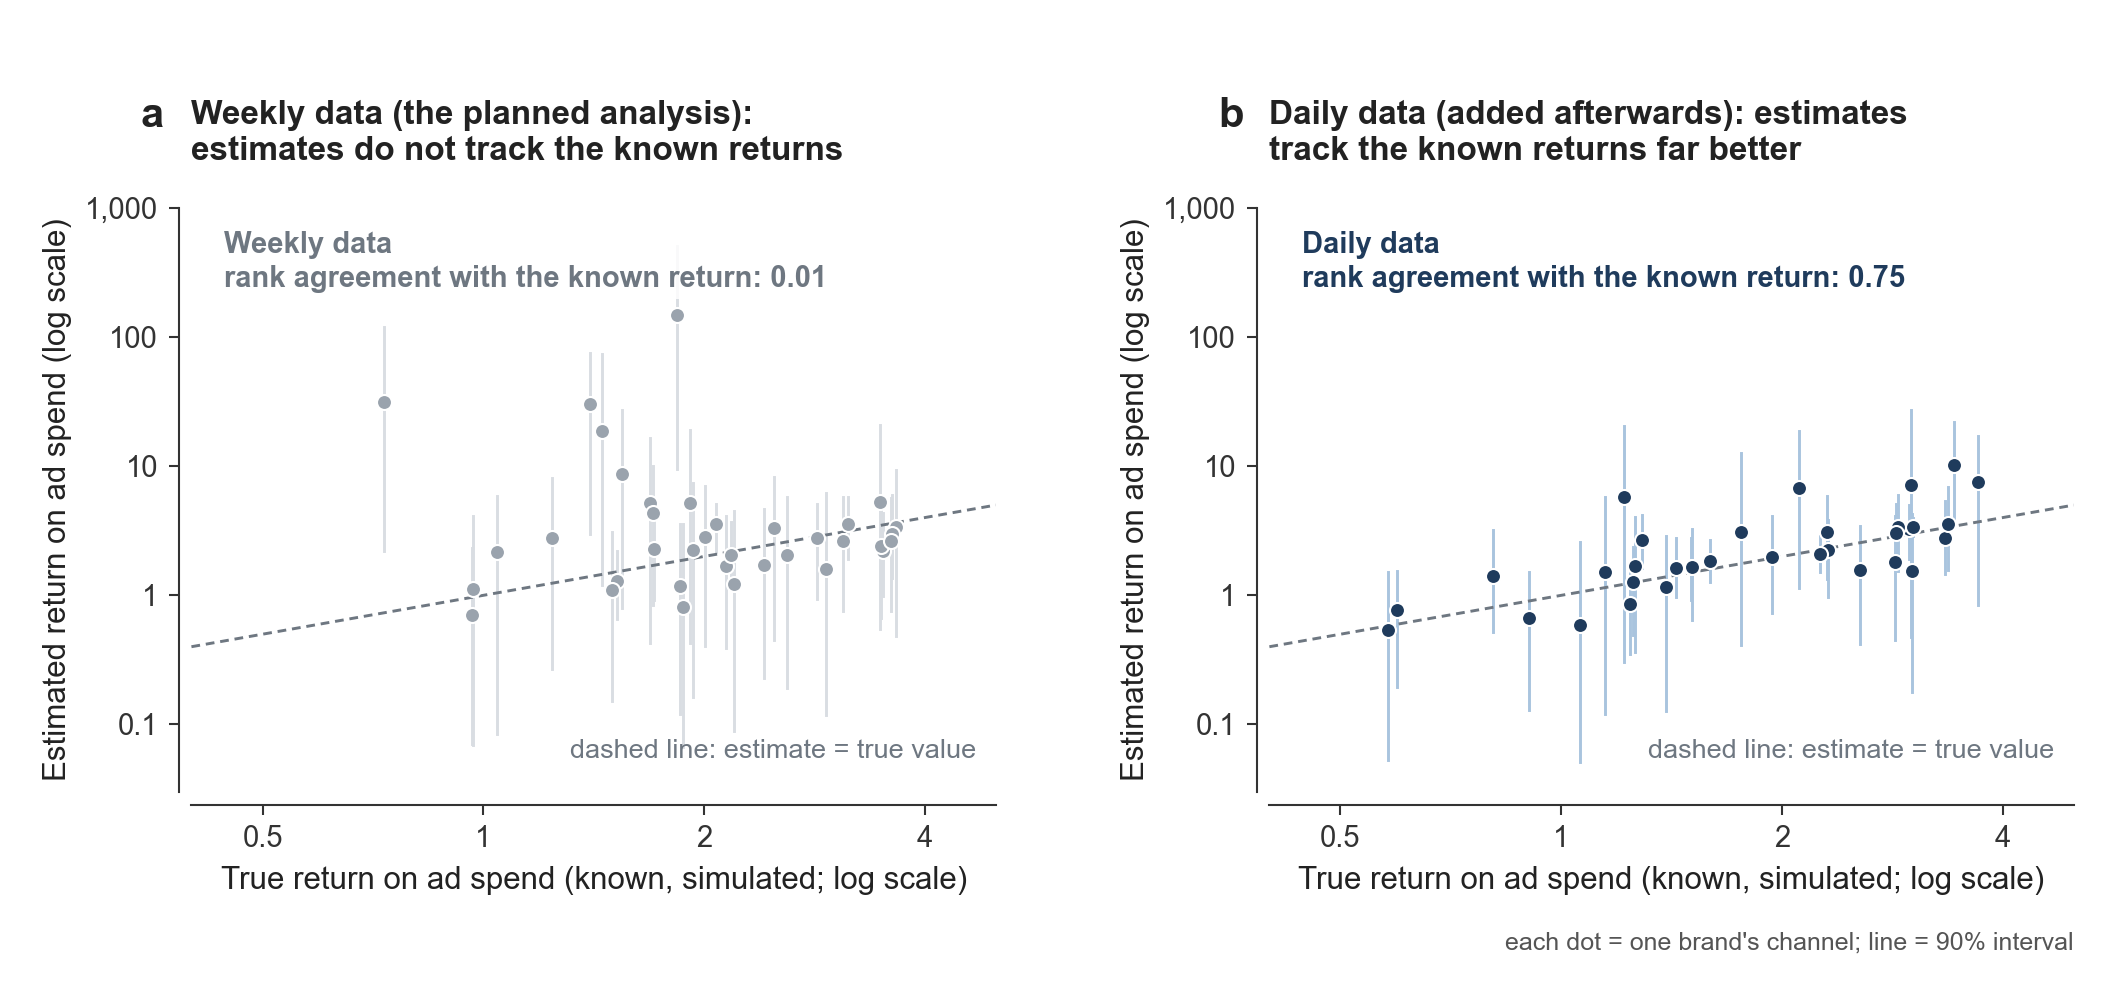 a Weekly data (the planned analysis):
estimates do not track the known returns
Estimated return on ad spend (log scale)
1,000
100
10
1
0.1
Weekly data
rank agreement with the known return: 0.01
dashed line: estimate = true value
0.5 1 2 4
True return on ad spend (known, simulated; log scale)
b Daily data (added afterwards): estimates
track the known returns far better
Estimated return on ad spend (log scale)
1,000
100
10
1
0.1
Daily data
rank agreement with the known return: 0.75
dashed line: estimate = true value
0.5 1 2 4
True return on ad spend (known, simulated; log scale)
each dot = one brand's channel; line = 90% interval